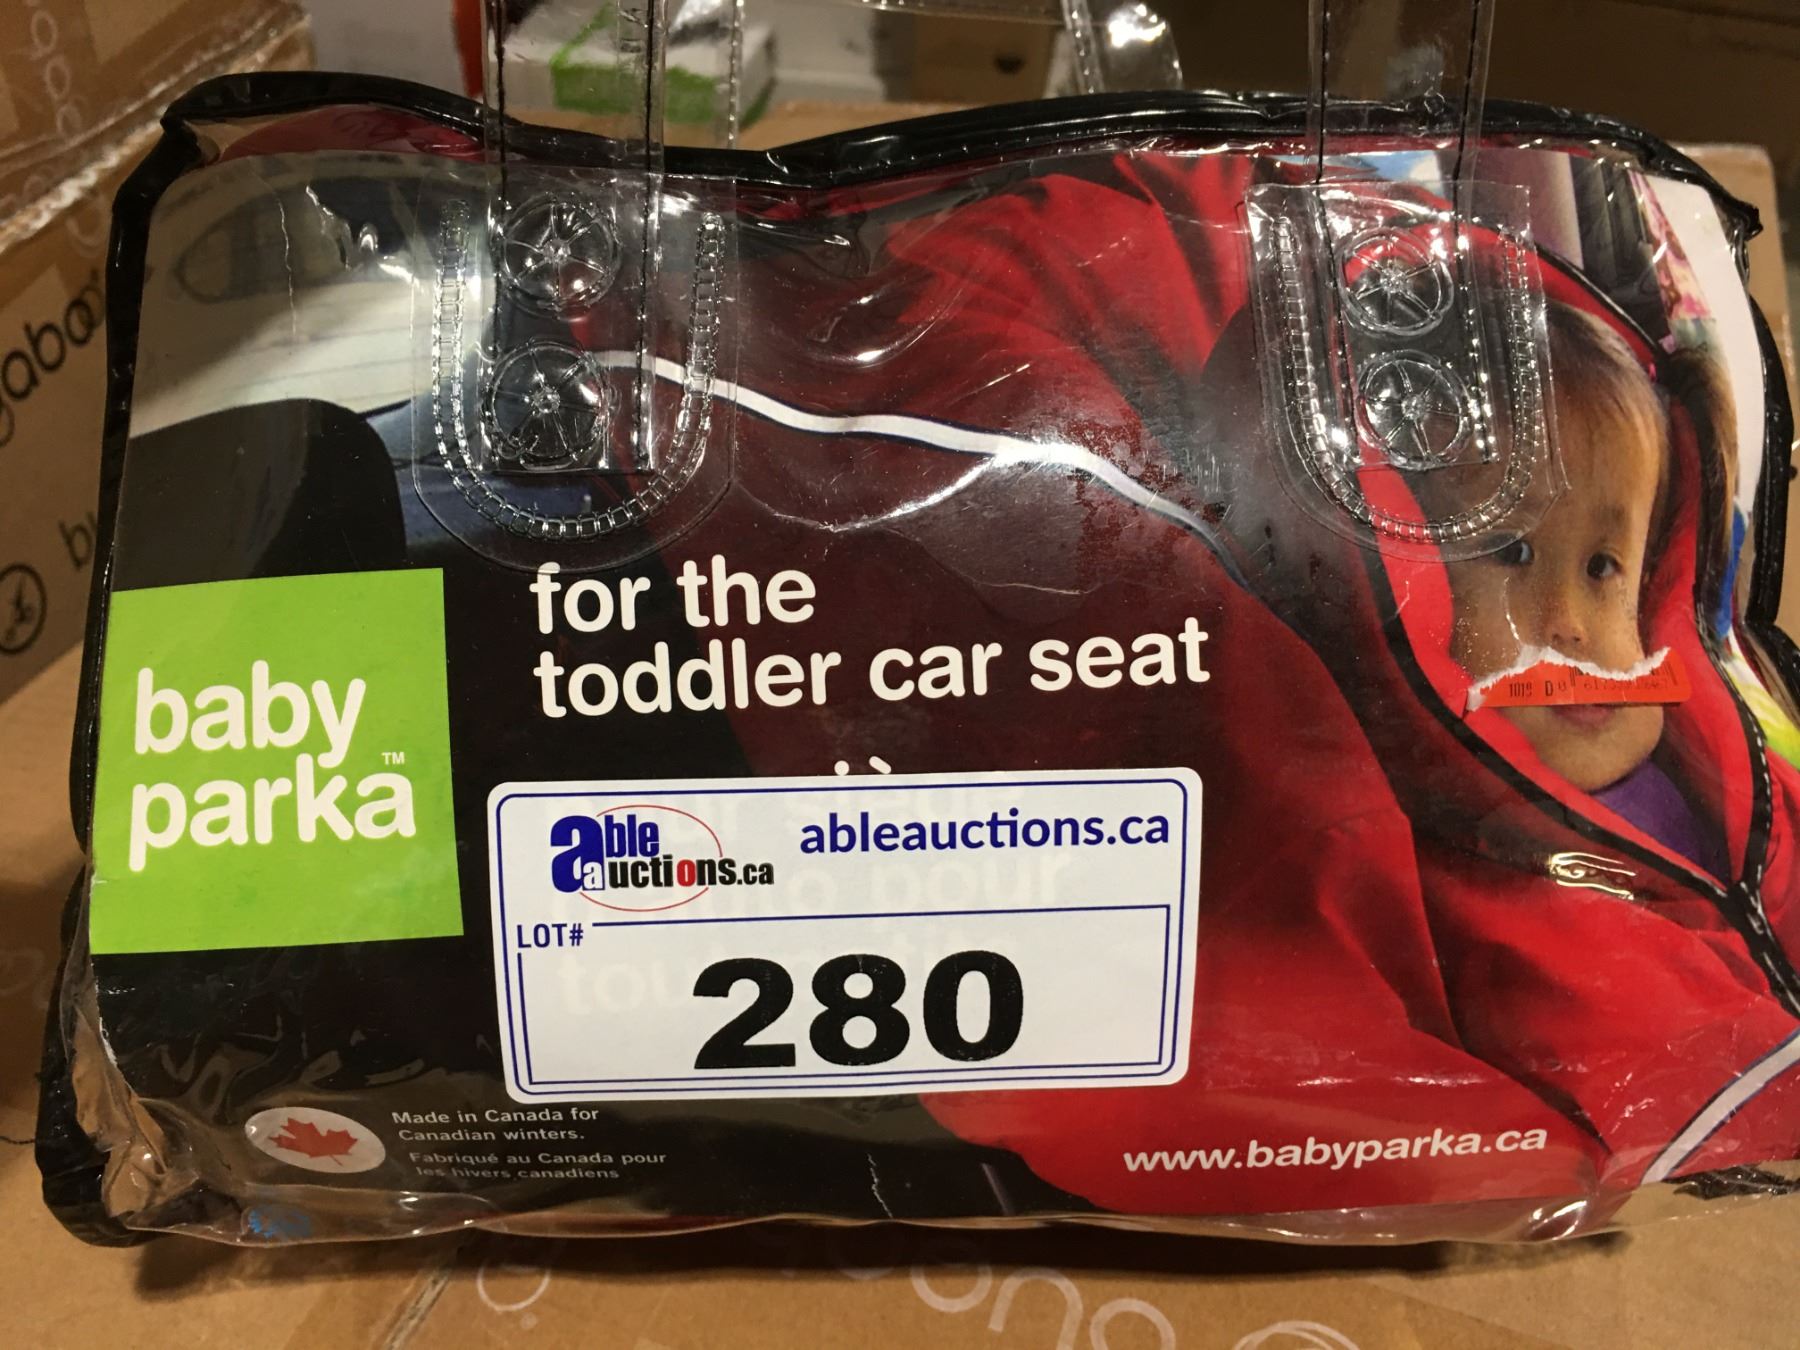 for the
toddler car seat
baby
parka™
able auctions.ca
ableauctions.ca
LOT#
280
Made in Canada for
Canadian winters.
Fabriqué au Canada pour
les hivers canadiens
www.babyparka.ca